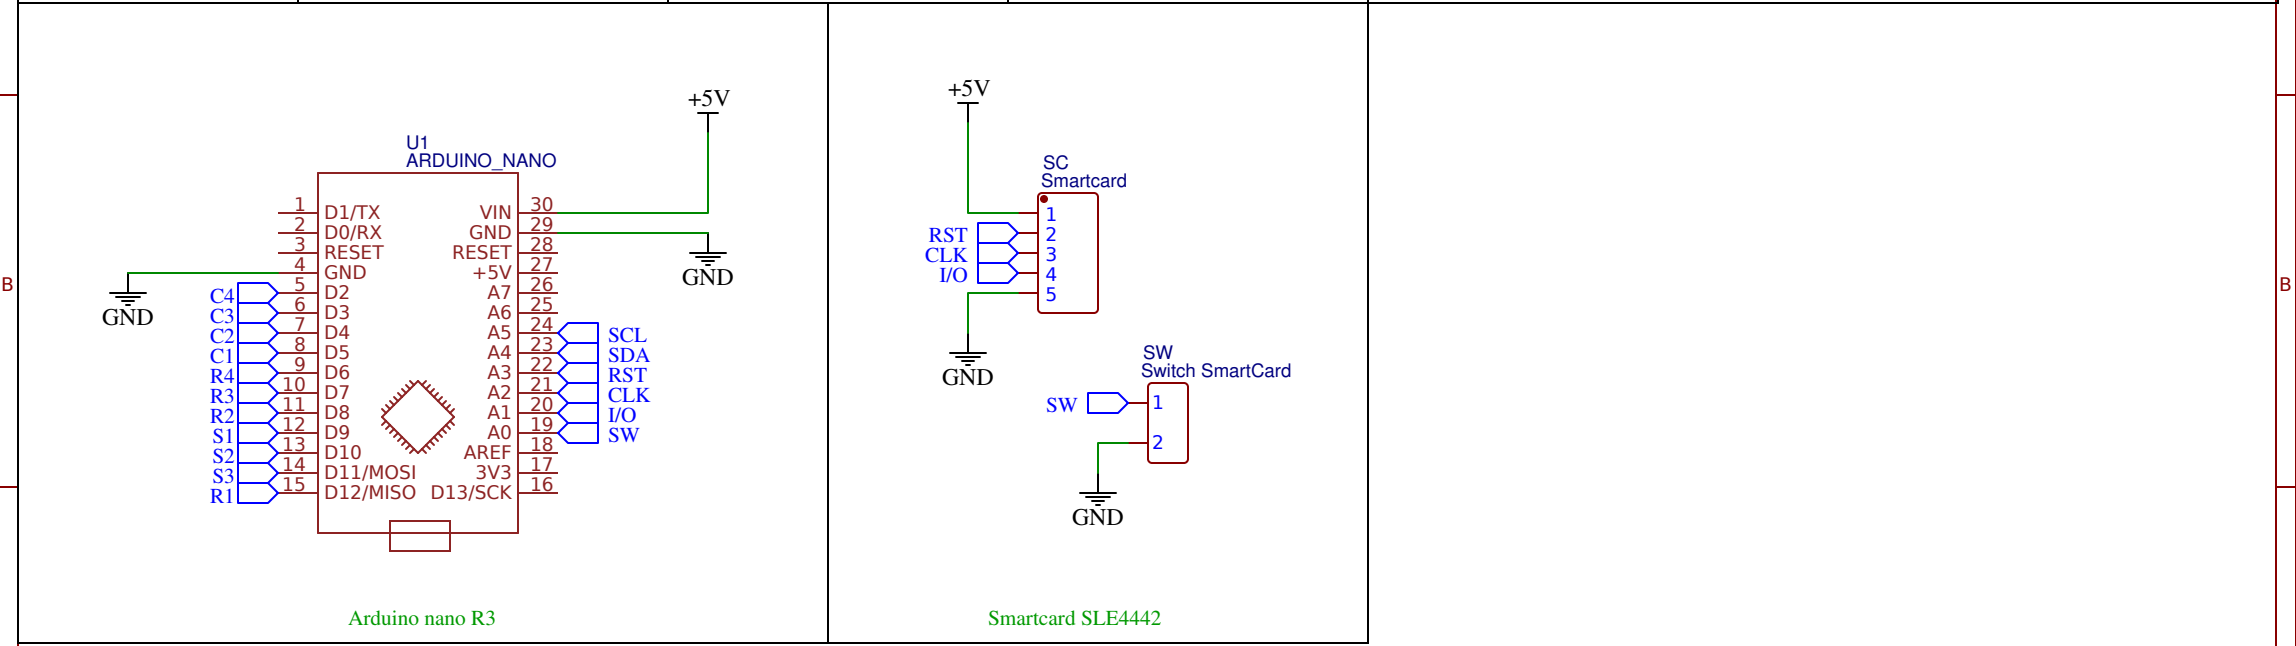 +5V
U1
ARDUINO_NANO
1 D1/TX VIN 30
2 D0/RX GND 29
3 RESET RESET 28
4 GND +5V 27
C4 5 D2 A7 26
C3 6 D3 A6 25
C2 7 D4 A5 24 SCL
C1 8 D5 A4 23 SDA
R4 9 D6 A3 22 RST
R3 10 D7 A2 21 CLK
R2 11 D8 A1 20 I/O
S1 12 D9 A0 19 SW
S2 13 D10 AREF 18
S3 14 D11/MOSI 3V3 17
R1 15 D12/MISO D13/SCK 16
GND
GND
Arduino nano R3
+5V
SC
Smartcard
1
RST 2
CLK 3
I/O 4
5
GND
SW
Switch SmartCard
SW 1
2
GND
Smartcard SLE4442
B
B